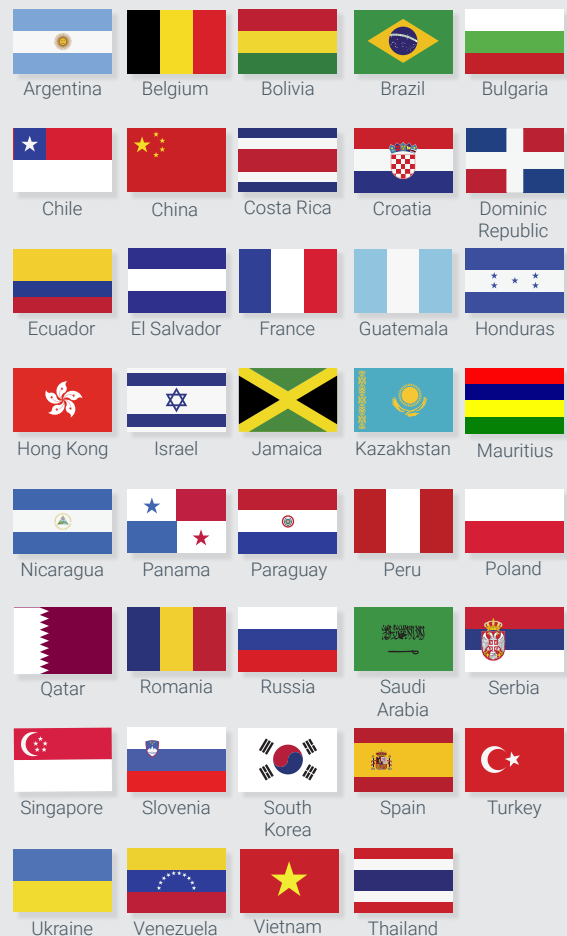 Argentina
Belgium
Bolivia
Brazil
Bulgaria
Chile
China
Costa Rica
Croatia
Dominic
Republic
Ecuador
El Salvador
France
Guatemala
Honduras
Hong Kong
Israel
Jamaica
Kazakhstan
Mauritius
Nicaragua
Panama
Paraguay
Peru
Poland
Qatar
Romania
Russia
Saudi
Arabia
Serbia
Singapore
Slovenia
South
Korea
Spain
Turkey
Ukraine
Venezuela
Vietnam
Thailand